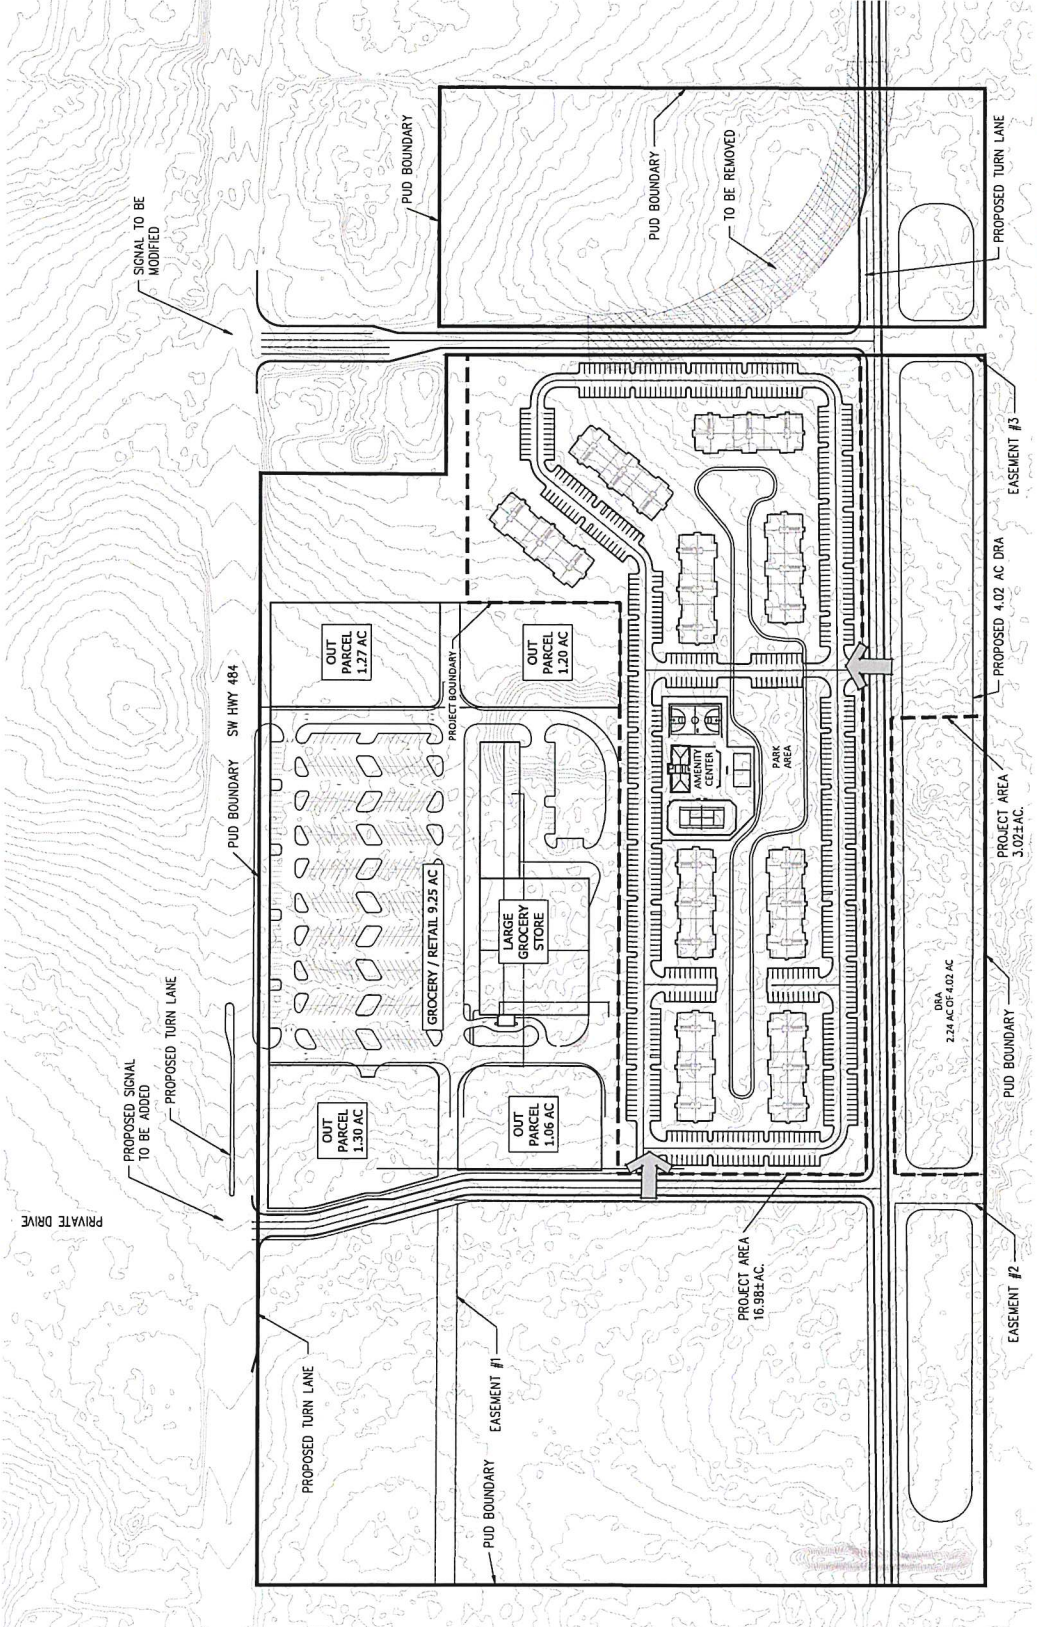 PRIVATE DRIVE
PROPOSED SIGNAL
TO BE ADDED
PROPOSED TURN LANE
PUD BOUNDARY
SW HWY 484
SIGNAL TO BE
MODIFIED
PUD BOUNDARY
PROPOSED TURN LANE
OUT
PARCEL
1.30 AC
OUT
PARCEL
1.27 AC
GROCERY / RETAIL 9.25 AC
PROJECT BOUNDARY
EASEMENT #1
PUD BOUNDARY
OUT
PARCEL
1.06 AC
LARGE
GROCERY
STORE
OUT
PARCEL
1.20 AC
PUD BOUNDARY
TO BE REMOVED
AMENITY
CENTER
PARK
AREA
PROJECT AREA
16.98±AC.
DRA
2.24 AC OF 4.02 AC
EASEMENT #2
PUD BOUNDARY
PROJECT AREA
3.02±AC.
PROPOSED 4.02 AC DRA
EASEMENT #3
PROPOSED TURN LANE